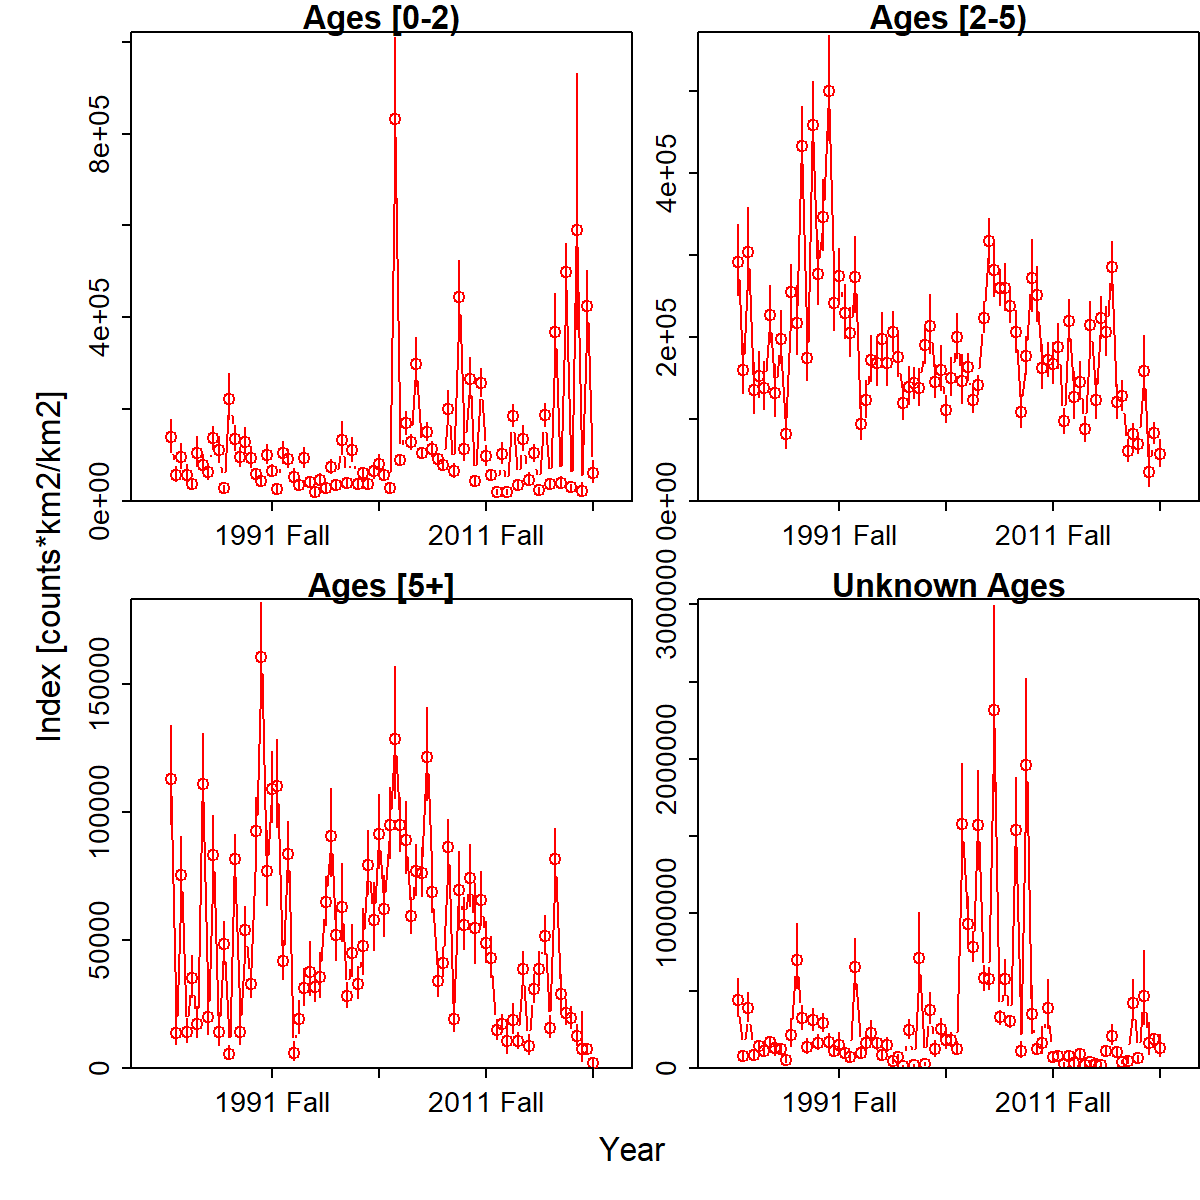 Ages [0-2)
Ages [2-5)
0e+00
4e+05
8e+05
0e+00
2e+05
4e+05
1991 Fall
2011 Fall
1991 Fall
2011 Fall
Index [counts*km2/km2]
Ages [5+]
Unknown Ages
0
50000
100000
150000
0
1000000
2000000
3000000
1991 Fall
2011 Fall
1991 Fall
2011 Fall
Year